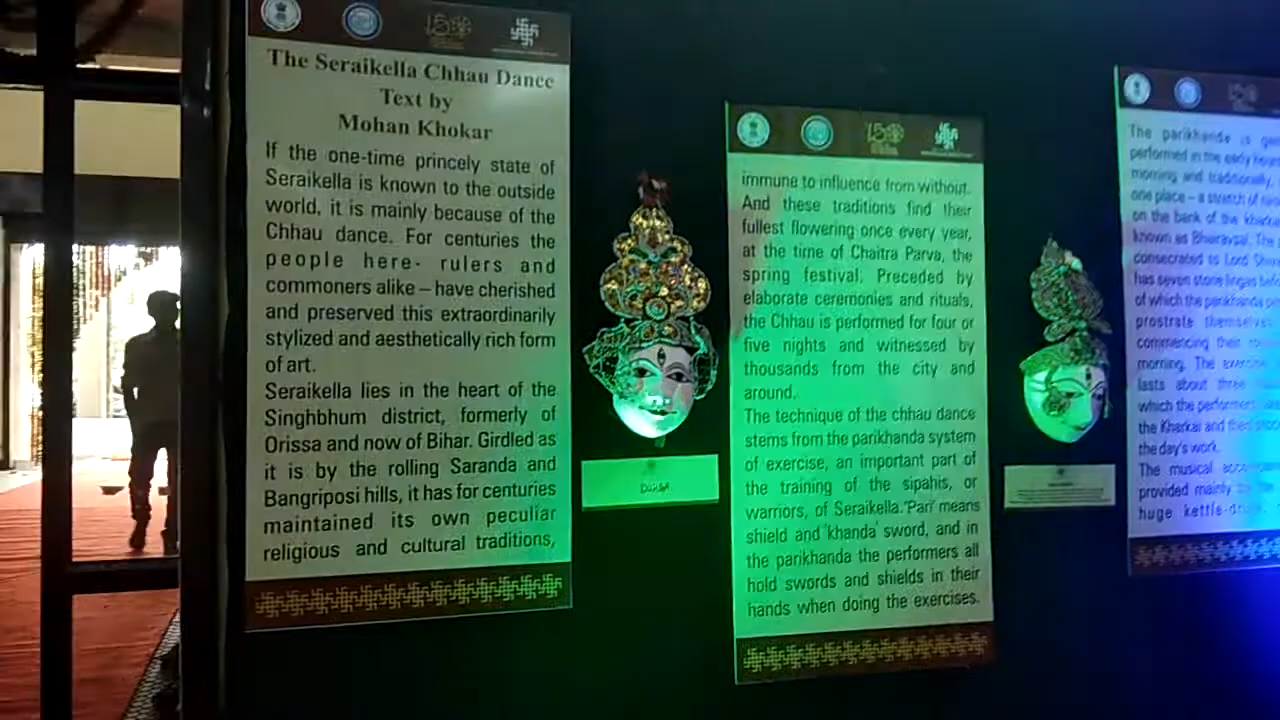 The Seraikella Chhau Dance
Text by
Mohan Khokar
If the one-time princely state of
Seraikella is known to the outside
world, it is mainly because of the
Chhau dance. For centuries the
people here- rulers and
commoners alike – have cherished
and preserved this extraordinarily
stylized and aesthetically rich form
of art.
Seraikella lies in the heart of the
Singhbhum district, formerly of
Orissa and now of Bihar. Girdled as
it is by the rolling Saranda and
Bangriposi hills, it has for centuries
maintained its own peculiar
religious and cultural traditions,
150
DURGA
150
immune to influence from without.
And these traditions find their
fullest flowering once every year,
at the time of Chaitra Parva, the
spring festival. Preceded by
elaborate ceremonies and rituals,
the Chhau is performed for four or
five nights and witnessed by
thousands from the city and
around.
The technique of the chhau dance
stems from the parikhanda system
of exercise, an important part of
the training of the sipahis, or
warriors, of Seraikella.'Pari' means
shield and 'khanda' sword, and in
the parikhanda the performers all
hold swords and shields in their
hands when doing the exercises.
The parikhanda is
performed in the early
morning and traditionally,
one place – a stretch of
on the bank of the
known as Bhairavsal. The
consecrated to Lord
has seven stone lingas
of which the
prostrate
commencing their
morning. The exercise
lasts about three
which the performers
the Kharkai and
the day's work.
The musical
provided mainly
huge